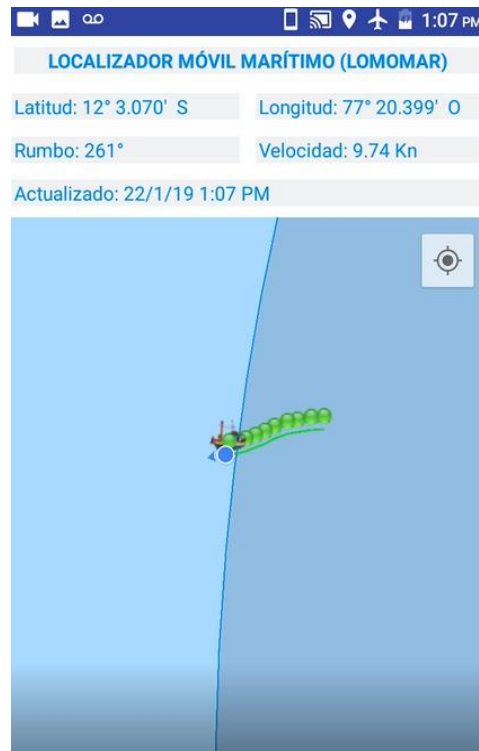 1:07 PM
LOCALIZADOR MÓVIL MARÍTIMO (LOMOMAR)
Latitud: 12° 3.070' S
Longitud: 77° 20.399' O
Rumbo: 261°
Velocidad: 9.74 Kn
Actualizado: 22/1/19 1:07 PM